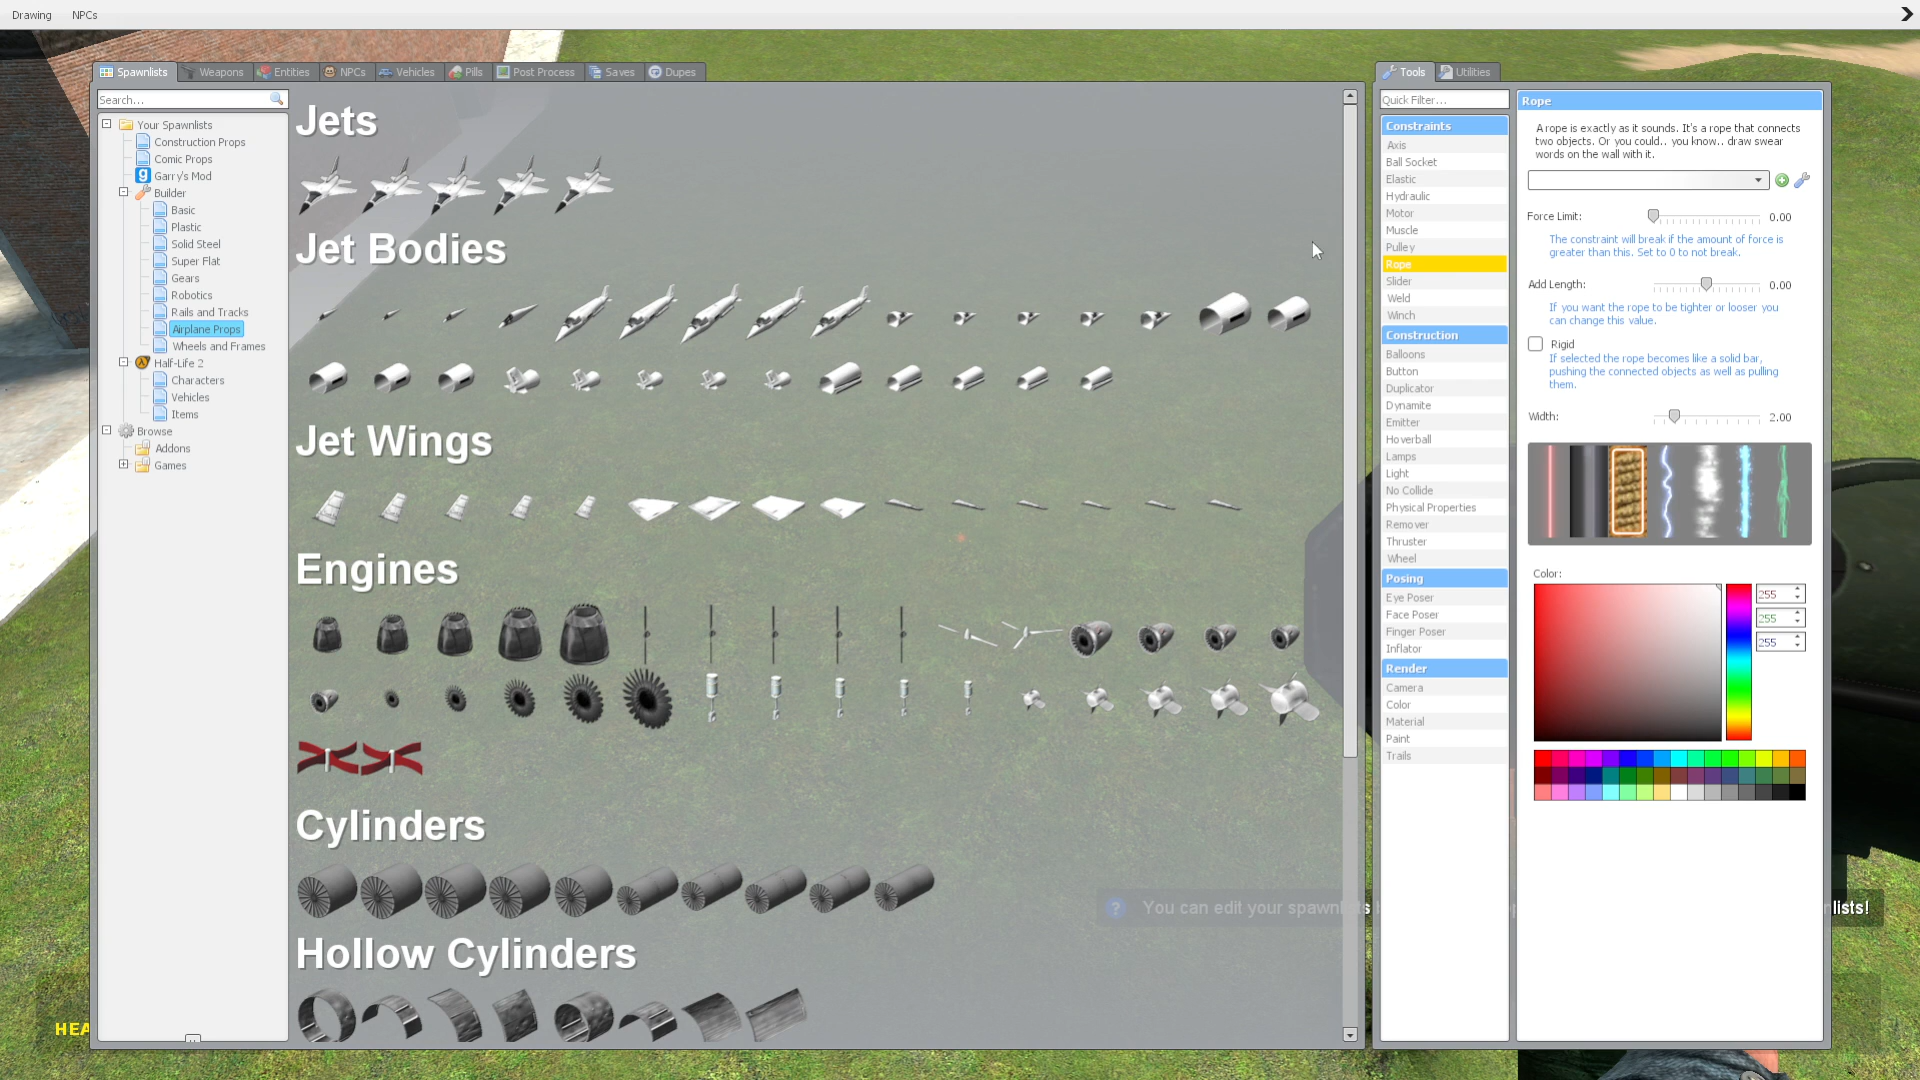 Drawing NPCs
Spawnlists Weapons Entities NPCs Vehicles Pills Post Process Saves Dupes
Search...
Your Spawnlists
Construction Props
Comic Props
Garry's Mod
Builder
Basic
Plastic
Solid Steel
Super Flat
Gears
Robotics
Rails and Tracks
Airplane Props
Wheels and Frames
Half-Life 2
Characters
Vehicles
Items
Browse
Addons
Games
Jets
Jet Bodies
Jet Wings
Engines
Cylinders
Hollow Cylinders
You can edit your spawnlists
lists!
HEA
Tools Utilities
Quick Filter...
Constraints
Axis
Ball Socket
Elastic
Hydraulic
Motor
Muscle
Pulley
Rope
Slider
Weld
Winch
Construction
Balloons
Button
Duplicator
Dynamite
Emitter
Hoverball
Lamps
Light
No Collide
Physical Properties
Remover
Thruster
Wheel
Posing
Eye Poser
Face Poser
Finger Poser
Inflator
Render
Camera
Color
Material
Paint
Trails
Rope
A rope is exactly as it sounds. It's a rope that connects
two objects. Or you could.. you know.. draw swear
words on the wall with it.
Force Limit: 0.00
The constraint will break if the amount of force is
greater than this. Set to 0 to not break.
Add Length: 0.00
If you want the rope to be tighter or looser you
can change this value.
Rigid
If selected the rope becomes like a solid bar,
pushing the connected objects as well as pulling
them.
Width: 2.00
Color:
255
255
255